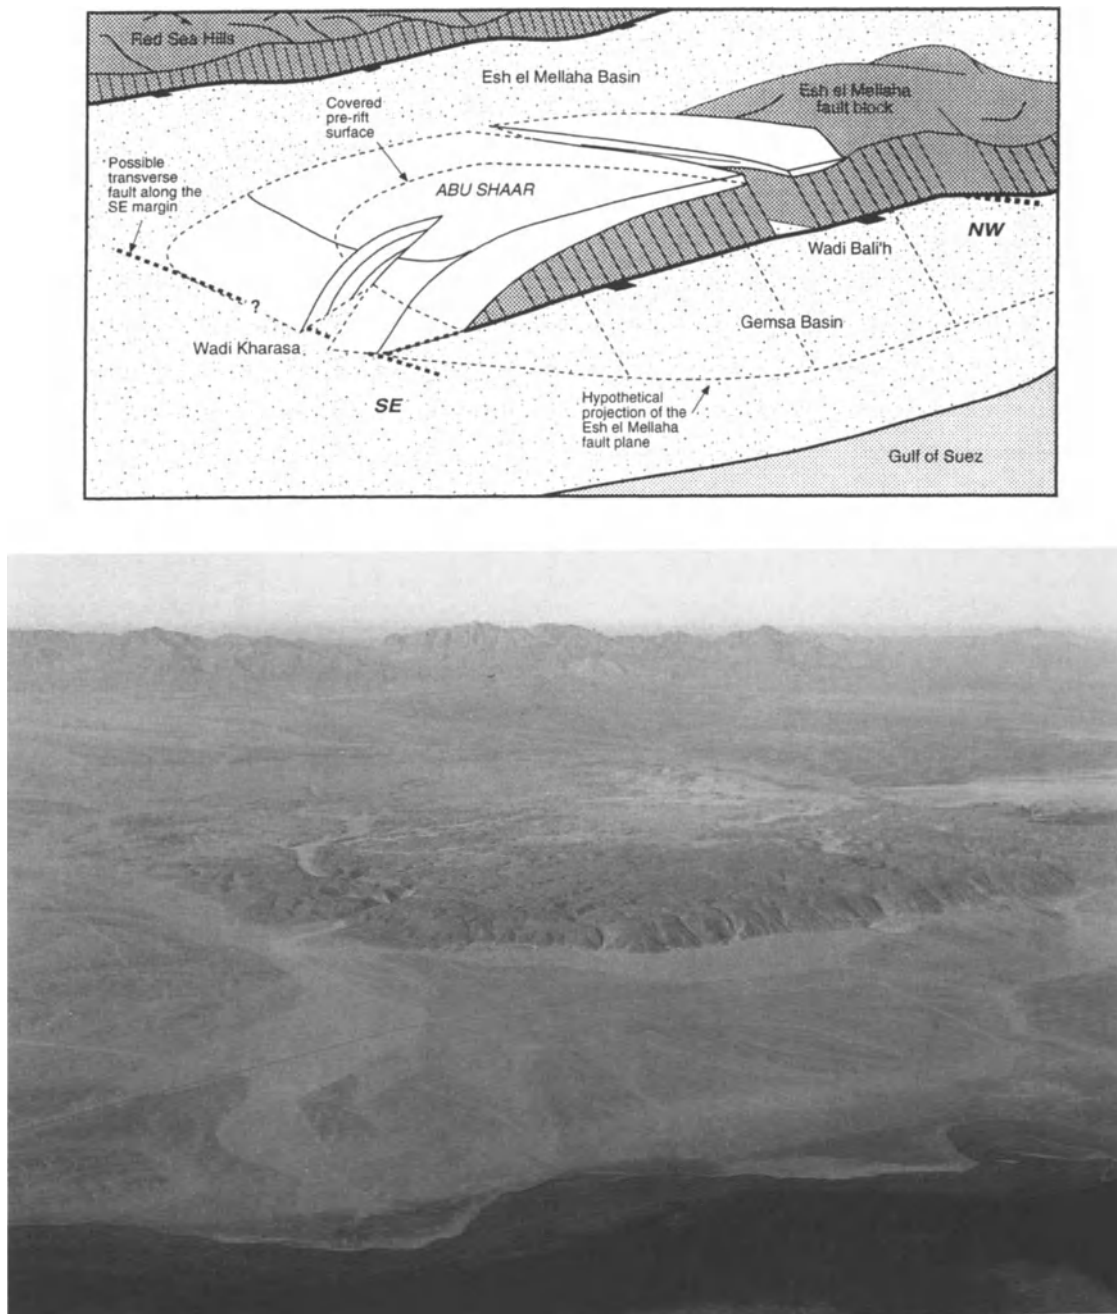 Red Sea Hills
Esh el Mellaha Basin
Esh el Mellaha
fault block
Covered
pre-rift
surface
Possible
transverse
fault along the
SE margin
ABU SHAAR
NW
Wadi Bali'h
?
Gemsa Basin
Wadi Kharasa
SE
Hypothetical
projection of the
Esh el Mellaha
fault plane
Gulf of Suez